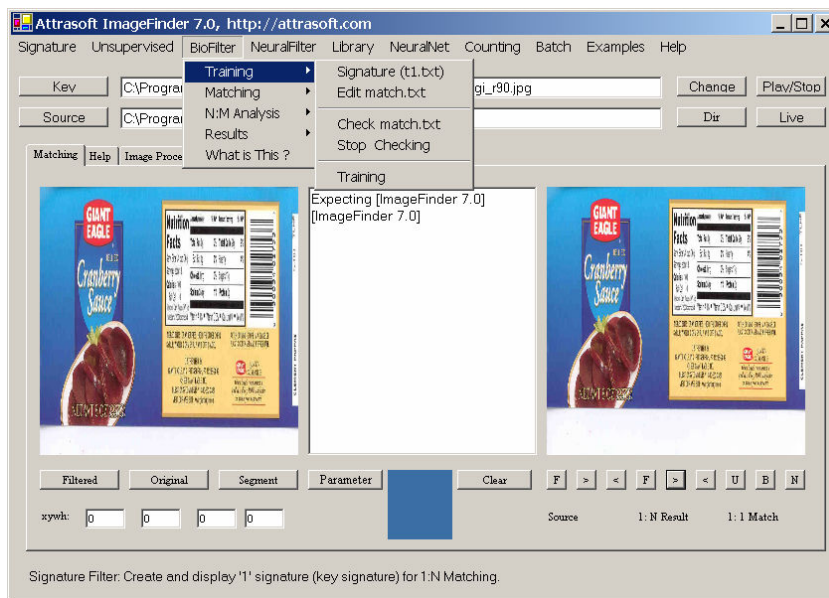 Attrasoft ImageFinder 7.0, http://attrasoft.com
Signature Unsupervised BioFilter NeuralFilter Library NeuralNet Counting Batch Examples Help
Training
Matching
N:M Analysis
Results
What is This ?
Signature (t1.txt)
Edit match.txt
Check match.txt
Stop Checking
Training
Key C:\Prograr gi_r90.jpg Change Play/Stop
Source C:\Prograr Dir Live
Matching Help Image Proce
GIANT
EAGLE
Cranberry
Sauce
Nutrition
Facts
Expecting [ImageFinder 7.0]
[ImageFinder 7.0]
GIANT
EAGLE
Cranberry
Sauce
Nutrition
Facts
Filtered Original Segment Parameter Clear F > < F > < U B N
xywh: 0 0 0 0 Source 1: N Result 1: 1 Match
Signature Filter: Create and display '1' signature (key signature) for 1:N Matching.